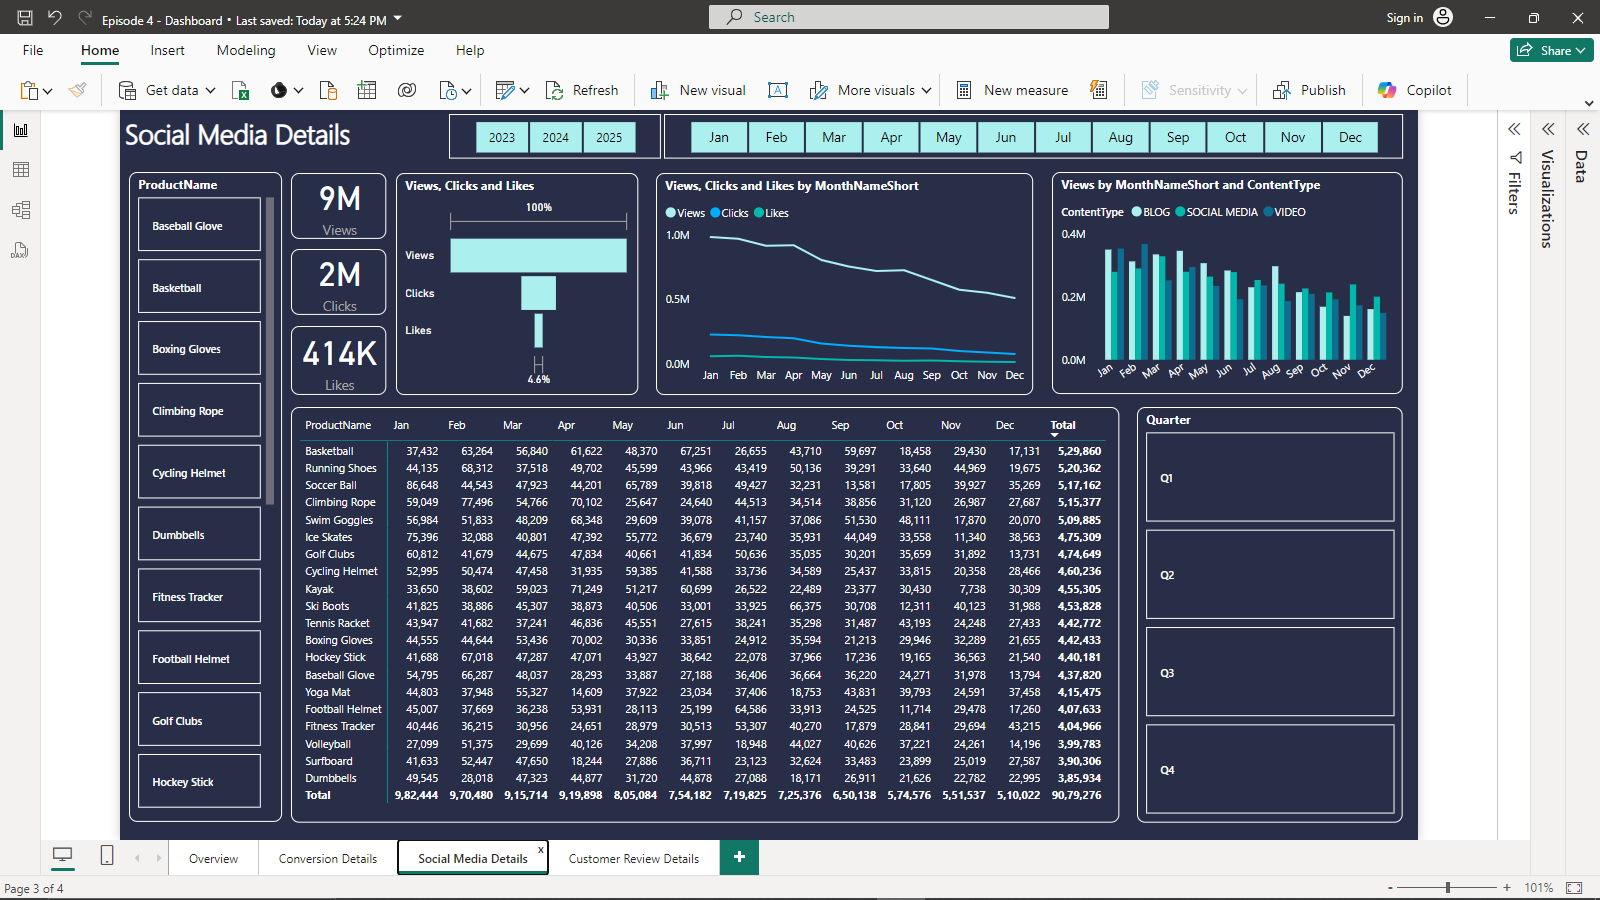 Episode 4 - Dashboard • Last saved: Today at 5:24 PM
Search
Sign in
File Home Insert Modeling View Optimize Help
Share
Get data
Refresh
New visual
More visuals
New measure
Sensitivity
Publish
Copilot
Social Media Details
2023 2024 2025
Jan Feb Mar Apr May Jun Jul Aug Sep Oct Nov Dec
ProductName
Baseball Glove
Basketball
Boxing Gloves
Climbing Rope
Cycling Helmet
Dumbbells
Fitness Tracker
Football Helmet
Golf Clubs
Hockey Stick
9M
Views
2M
Clicks
414K
Likes
Views, Clicks and Likes
100%
Views
Clicks
Likes
4.6%
Views, Clicks and Likes by MonthNameShort
Views Clicks Likes
1.0M
0.5M
0.0M
Jan Feb Mar Apr May Jun Jul Aug Sep Oct Nov Dec
Views by MonthNameShort and ContentType
ContentType BLOG SOCIAL MEDIA VIDEO
0.4M
0.2M
0.0M
Jan Feb Mar Apr May Jun Jul Aug Sep Oct Nov Dec
ProductName Jan Feb Mar Apr May Jun Jul Aug Sep Oct Nov Dec Total
Basketball 37,432 63,264 56,840 61,622 48,370 67,251 26,655 43,710 59,697 18,458 29,430 17,131 5,29,860
Running Shoes 44,135 68,312 37,518 49,702 45,599 43,966 43,419 50,136 39,291 33,640 44,969 19,675 5,20,362
Soccer Ball 86,648 44,543 47,923 44,201 65,789 39,818 49,427 32,231 13,581 17,805 39,927 35,269 5,17,162
Climbing Rope 59,049 77,496 54,766 70,102 25,647 24,640 44,513 34,514 38,856 31,120 26,987 27,687 5,15,377
Swim Goggles 56,984 51,833 48,209 68,348 29,609 39,078 41,157 37,086 51,530 48,111 17,870 20,070 5,09,885
Ice Skates 75,396 32,088 40,801 47,392 55,772 36,679 23,740 35,931 44,049 33,558 11,340 38,563 4,75,309
Golf Clubs 60,812 41,679 44,675 47,834 40,661 41,834 50,636 35,035 30,201 35,659 31,892 13,731 4,74,649
Cycling Helmet 52,995 50,474 47,458 31,935 59,385 41,588 33,736 34,589 25,437 33,815 20,358 28,466 4,60,236
Kayak 33,650 38,602 59,023 71,249 51,217 60,699 26,522 22,489 23,377 30,430 7,738 30,309 4,55,305
Ski Boots 41,825 38,886 45,307 38,873 40,506 33,001 33,925 66,375 30,708 12,311 40,123 31,988 4,53,828
Tennis Racket 43,947 41,682 37,241 46,836 45,551 27,615 38,241 35,298 31,487 43,193 24,248 27,433 4,42,772
Boxing Gloves 44,555 44,644 53,436 70,002 30,336 33,851 24,912 35,594 21,213 29,946 32,289 21,655 4,42,433
Hockey Stick 41,688 67,018 47,287 47,071 43,927 38,642 22,078 37,966 17,236 19,165 36,563 21,540 4,40,181
Baseball Glove 54,795 66,287 48,037 28,293 33,887 27,188 36,406 36,664 36,220 24,271 31,978 13,794 4,37,820
Yoga Mat 44,803 37,948 55,327 14,609 37,922 23,034 37,406 18,753 43,831 39,793 24,591 37,458 4,15,475
Football Helmet 45,007 37,669 36,238 53,931 28,113 25,199 64,586 33,913 24,525 11,714 29,478 17,260 4,07,633
Fitness Tracker 40,446 36,215 30,956 24,651 28,979 30,513 53,307 40,270 17,879 28,841 29,694 43,215 4,04,966
Volleyball 27,099 51,375 29,699 40,126 34,208 37,997 18,948 44,027 40,626 37,221 24,261 14,196 3,99,783
Surfboard 41,633 52,447 47,650 18,244 27,886 36,711 23,123 32,624 33,483 23,899 25,019 27,587 3,90,306
Dumbbells 49,545 28,018 47,323 44,877 31,720 44,878 27,088 18,171 26,911 21,626 22,782 22,995 3,85,934
Total 9,82,444 9,70,480 9,15,714 9,19,898 8,05,084 7,54,182 7,19,825 7,25,376 6,50,138 5,74,576 5,51,537 5,10,022 90,79,276
Quarter
Q1
Q2
Q3
Q4
Filters
Visualizations
Data
Overview
Conversion Details
Social Media Details x
Customer Review Details
+
Page 3 of 4
- + 101%